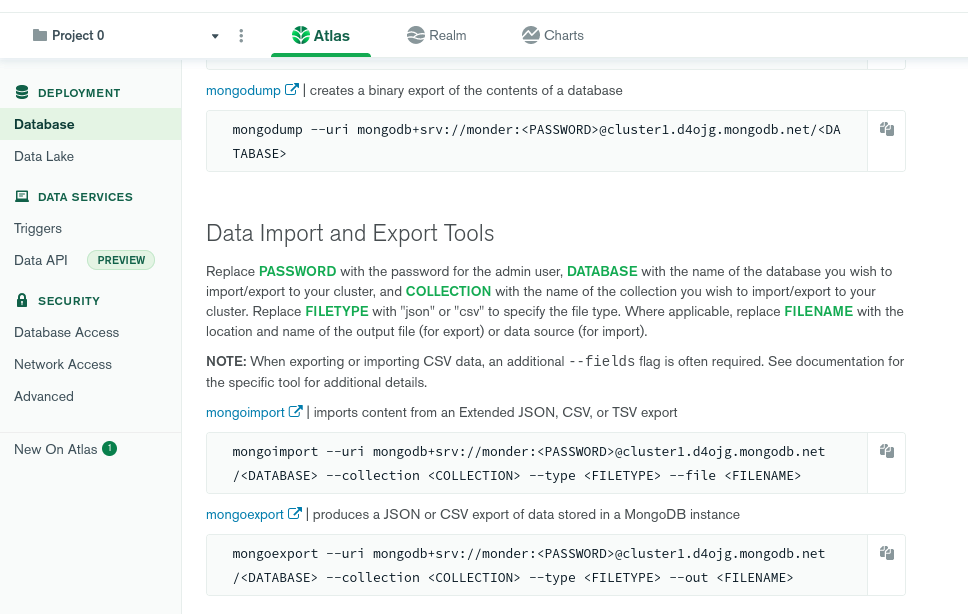 Project 0
Atlas
Realm
Charts
DEPLOYMENT
Database
Data Lake
DATA SERVICES
Triggers
Data API PREVIEW
SECURITY
Database Access
Network Access
Advanced
New On Atlas 1
mongodump | creates a binary export of the contents of a database
mongodump --uri mongodb+srv://monder:<PASSWORD>@cluster1.d4ojg.mongodb.net/<DA
TABASE>
Data Import and Export Tools
Replace PASSWORD with the password for the admin user, DATABASE with the name of the database you wish to
import/export to your cluster, and COLLECTION with the name of the collection you wish to import/export to your
cluster. Replace FILETYPE with "json" or "csv" to specify the file type. Where applicable, replace FILENAME with the
location and name of the output file (for export) or data source (for import).
NOTE: When exporting or importing CSV data, an additional --fields flag is often required. See documentation for
the specific tool for additional details.
mongoimport | imports content from an Extended JSON, CSV, or TSV export
mongoimport --uri mongodb+srv://monder:<PASSWORD>@cluster1.d4ojg.mongodb.net
/<DATABASE> --collection <COLLECTION> --type <FILETYPE> --file <FILENAME>
mongoexport | produces a JSON or CSV export of data stored in a MongoDB instance
mongoexport --uri mongodb+srv://monder:<PASSWORD>@cluster1.d4ojg.mongodb.net
/<DATABASE> --collection <COLLECTION> --type <FILETYPE> --out <FILENAME>